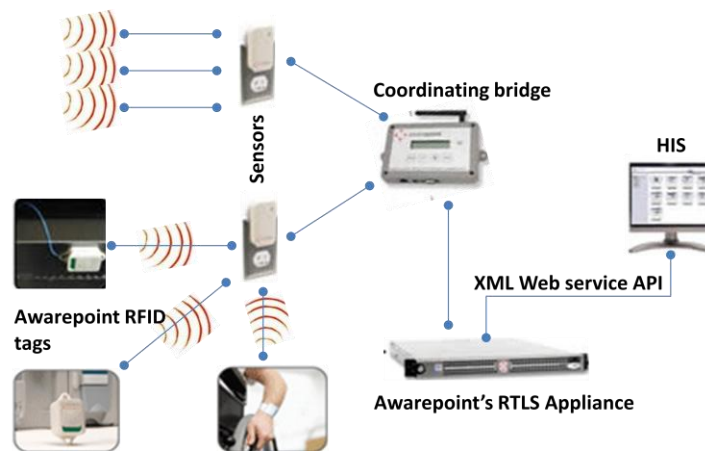 Coordinating bridge
HIS
Sensors
XML Web service API
Awarepoint RFID
tags
Awarepoint’s RTLS Appliance